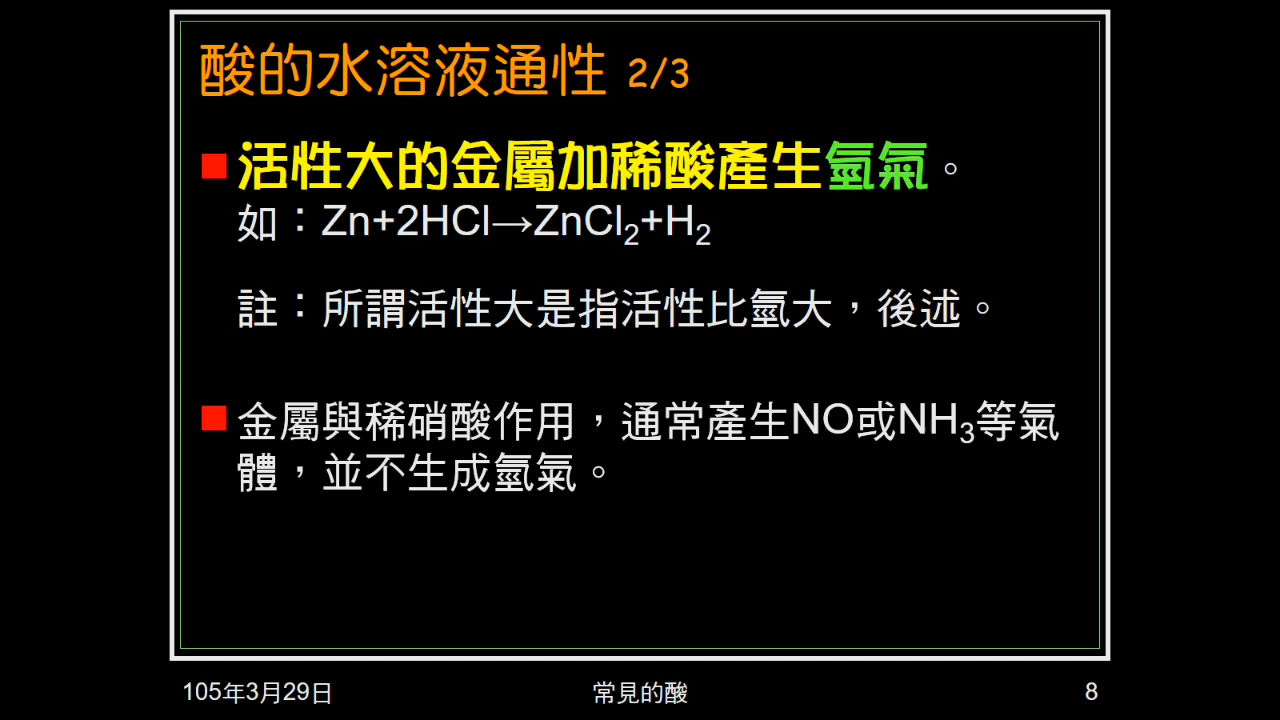 酸的水溶液通性 2/3
活性大的金屬加稀酸產生氫氣。
如：Zn+2HCl→ZnCl₂+H₂
註：所謂活性大是指活性比氫大，後述。
金屬與稀硝酸作用，通常產生NO或NH₃等氣
體，並不生成氫氣。
105年3月29日
常見的酸
8